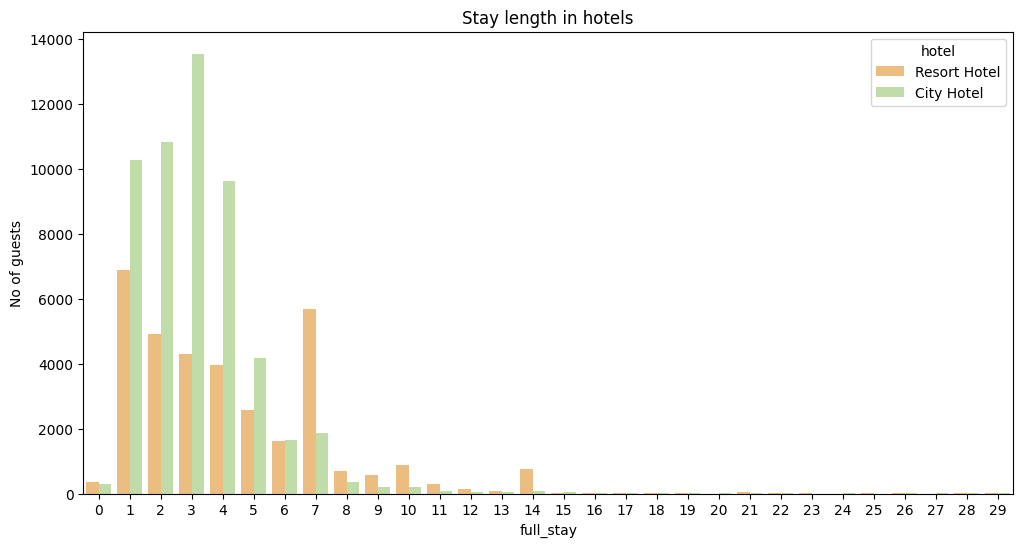 Stay length in hotels
hotel
Resort Hotel
City Hotel
No of guests
14000
12000
10000
8000
6000
4000
2000
0
0 1 2 3 4 5 6 7 8 9 10 11 12 13 14 15 16 17 18 19 20 21 22 23 24 25 26 27 28 29
full_stay